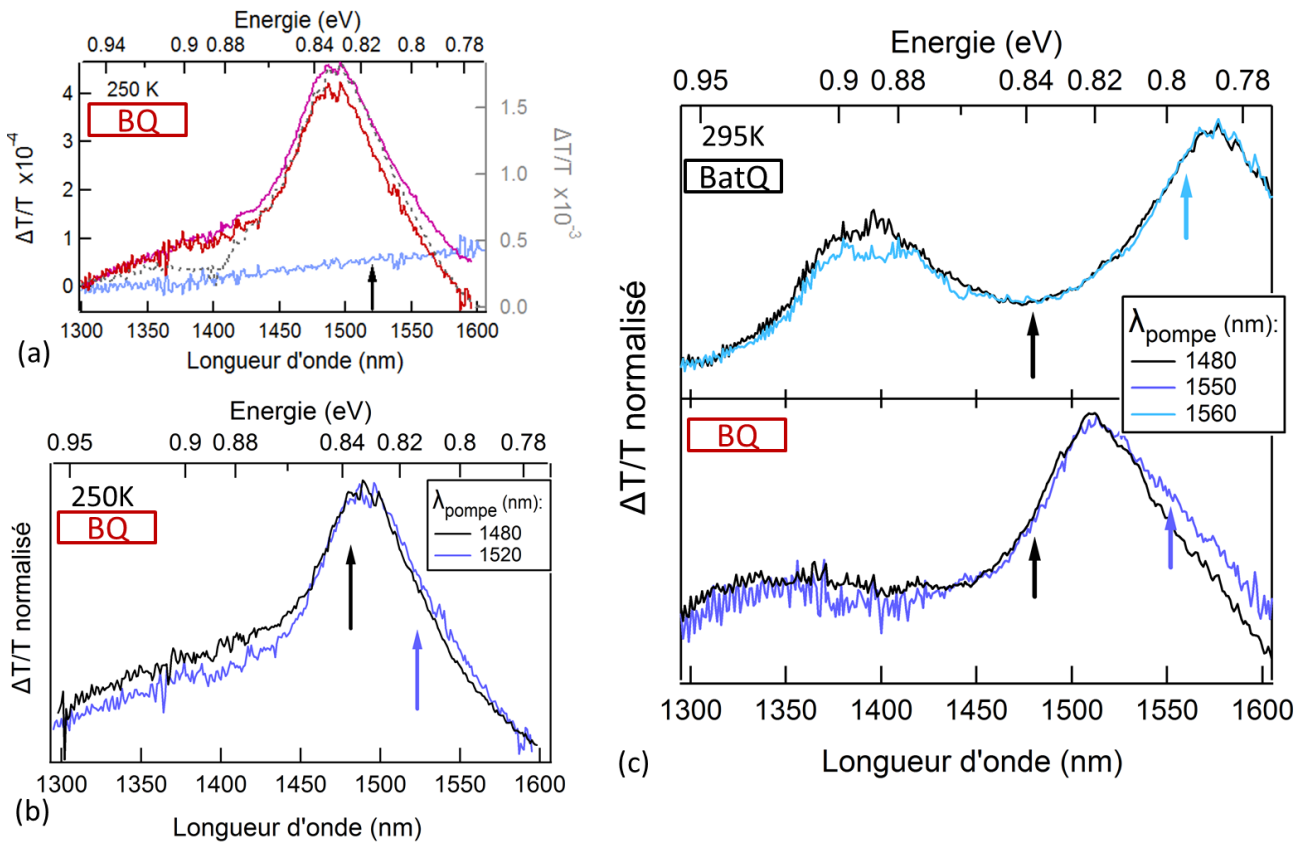 Energie (eV)
0.94 0.9 0.88 0.84 0.82 0.8 0.78
250 K
BQ
4
3
2
1
0
ΔT/T x10⁻⁴
1.5
1.0
0.5
0.0
ΔT/T x10⁻³
1300 1350 1400 1450 1500 1550 1600
Longueur d'onde (nm)
(a)
Energie (eV)
0.95 0.9 0.88 0.84 0.82 0.8 0.78
250K
BQ
λpompe (nm):
1480
1520
ΔT/T normalisé
1300 1350 1400 1450 1500 1550 1600
Longueur d'onde (nm)
(b)
Energie (eV)
0.95 0.9 0.88 0.84 0.82 0.8 0.78
295K
BatQ
λpompe (nm):
1480
1550
1560
BQ
ΔT/T normalisé
1300 1350 1400 1450 1500 1550 1600
Longueur d'onde (nm)
(c)